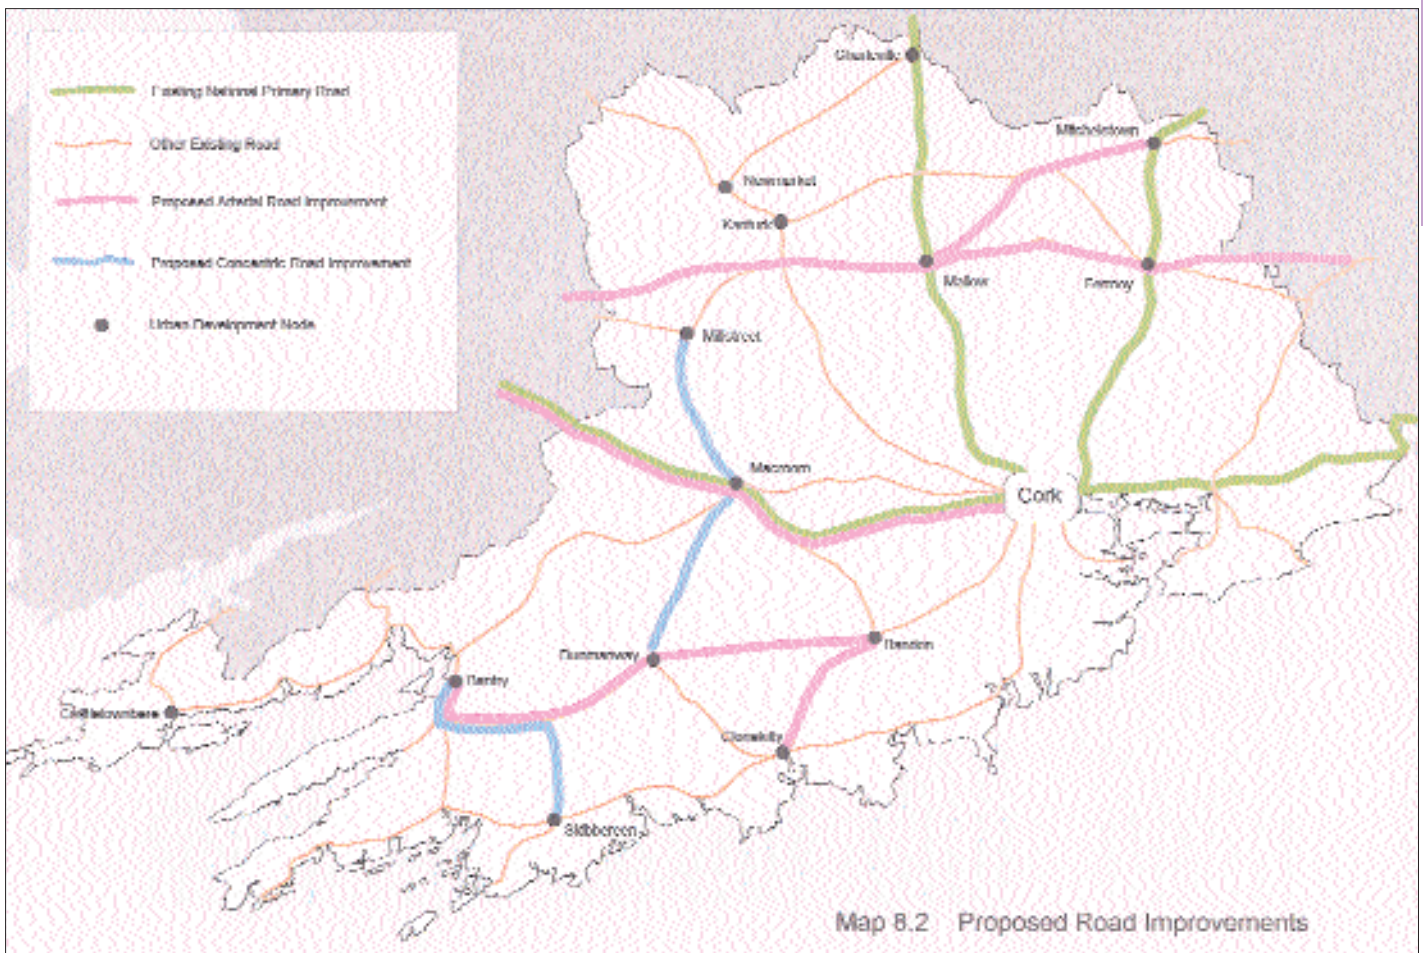 Existing National Primary Road
Other Existing Road
Proposed Arterial Road Improvement
Proposed Concentric Road Improvement
Urban Development Node
Charleville
Mitchelstown
Newmarket
Kanturk
Mallow
Fermoy
Millstreet
Macroom
Cork
Dunmanway
Bandon
Bantry
Castletownbere
Clonakilty
Skibbereen
Map 8.2 Proposed Road Improvements